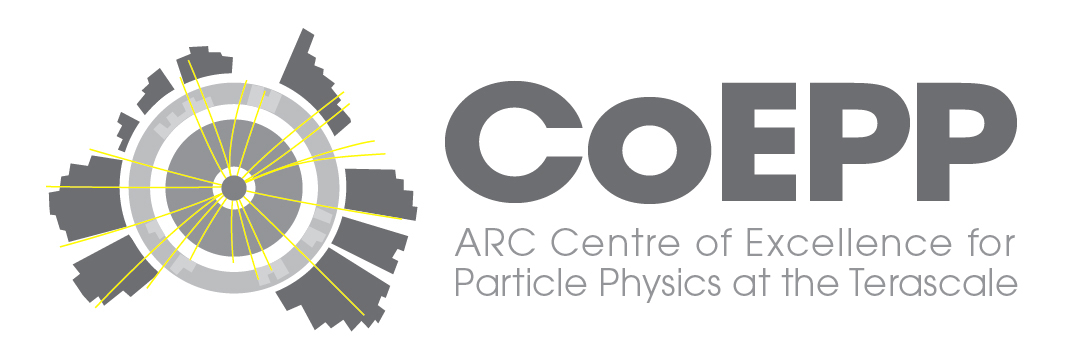 CoEPP
ARC Centre of Excellence for
Particle Physics at the Terascale